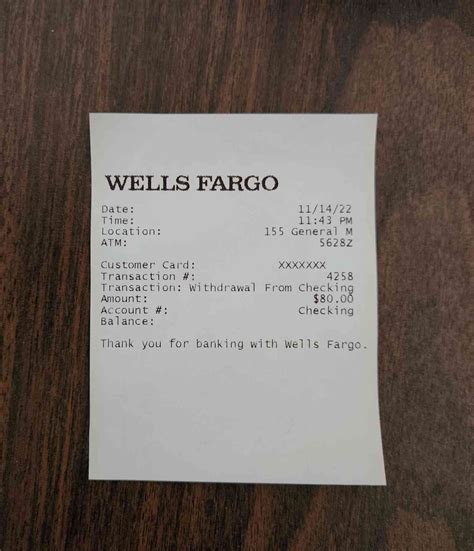 WELLS FARGO
Date: 11/14/22
Time: 11:43 PM
Location: 155 General M
ATM: 5628Z
Customer Card: XXXXXXX
Transaction #: 4258
Transaction: Withdrawal From Checking
Amount: $80.00
Account #: Checking
Balance:
Thank you for banking with Wells Fargo.